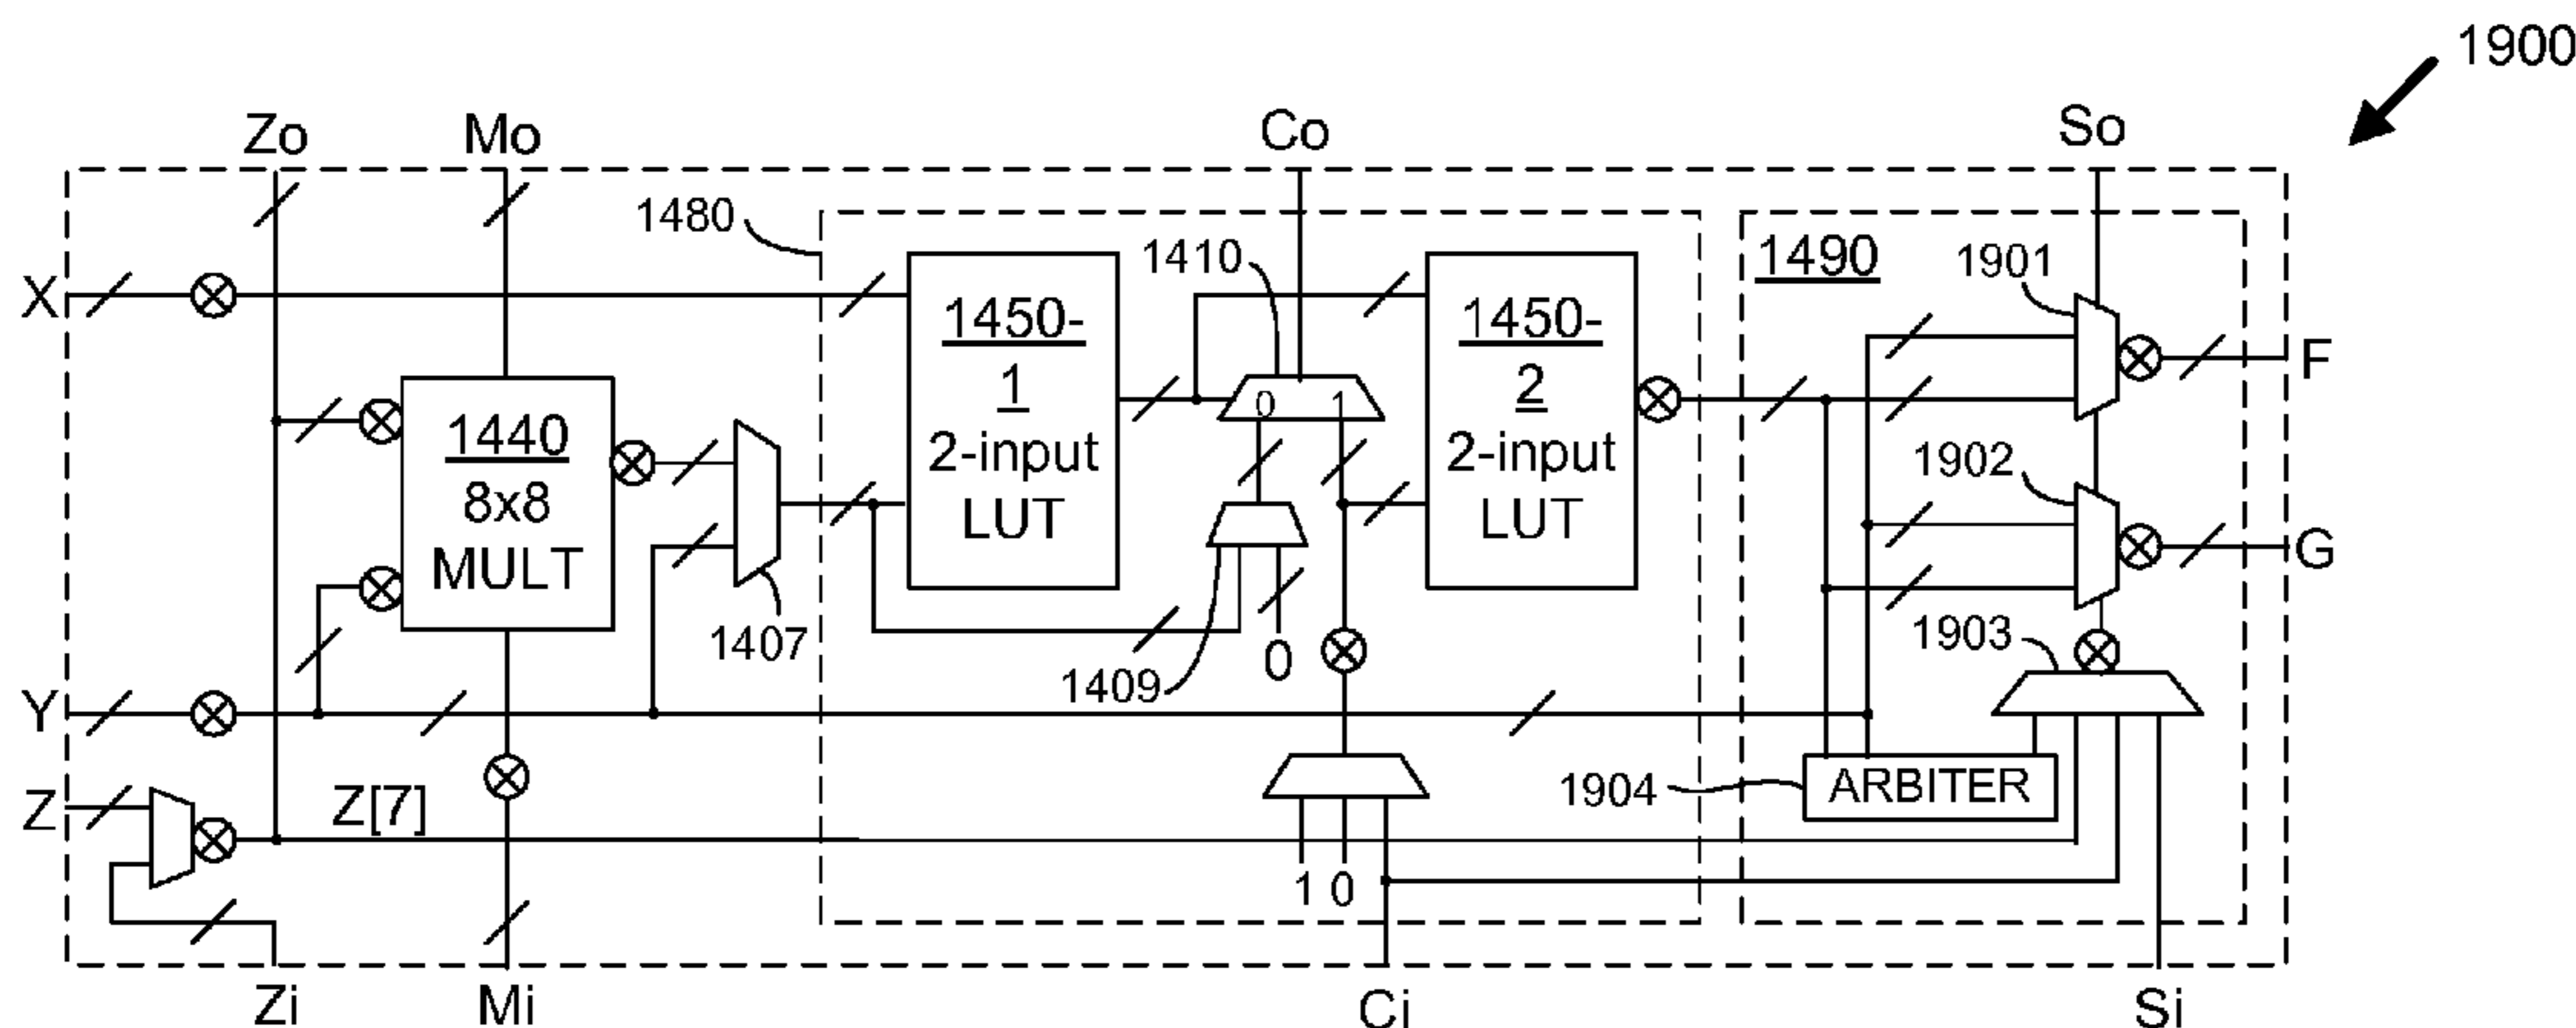 1900
Zo
Mo
Co
So
1480
1410
1490
1901
X
1450-
1
2-input
LUT
0
1
1450-
2
2-input
LUT
F
1440
8x8
MULT
1902
G
1407
1409
0
1903
Y
Z
Z[7]
1904
ARBITER
1
0
Zi
Mi
Ci
Si